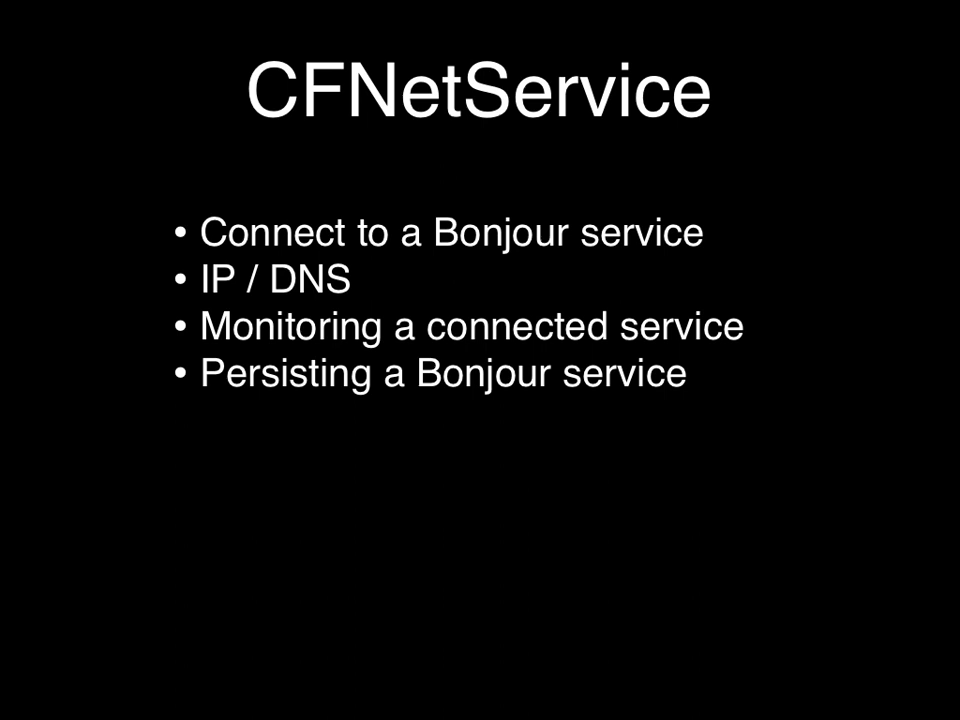 CFNetService
• Connect to a Bonjour service
• IP / DNS
• Monitoring a connected service
• Persisting a Bonjour service